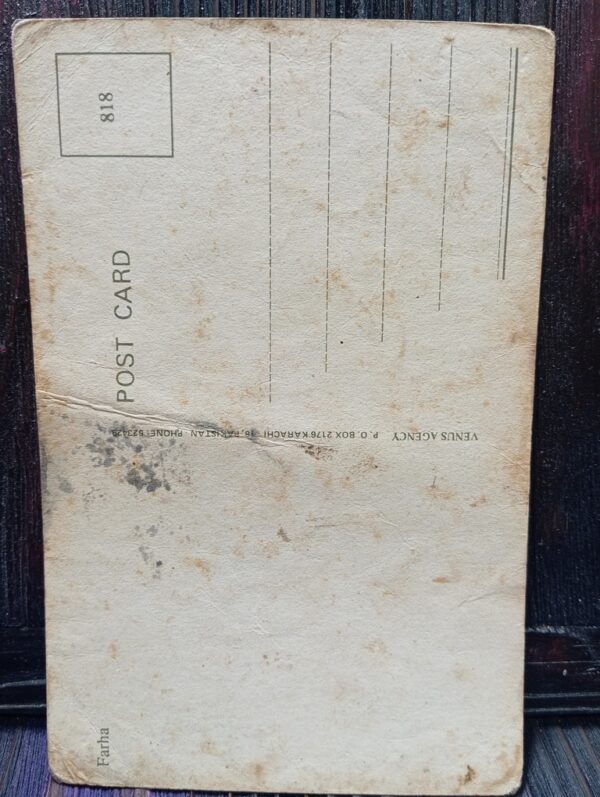 Farha
POST CARD
818
VENUS AGENCY P. O. BOX 2176 KARACHI - 16, PAKISTAN - PHONE: